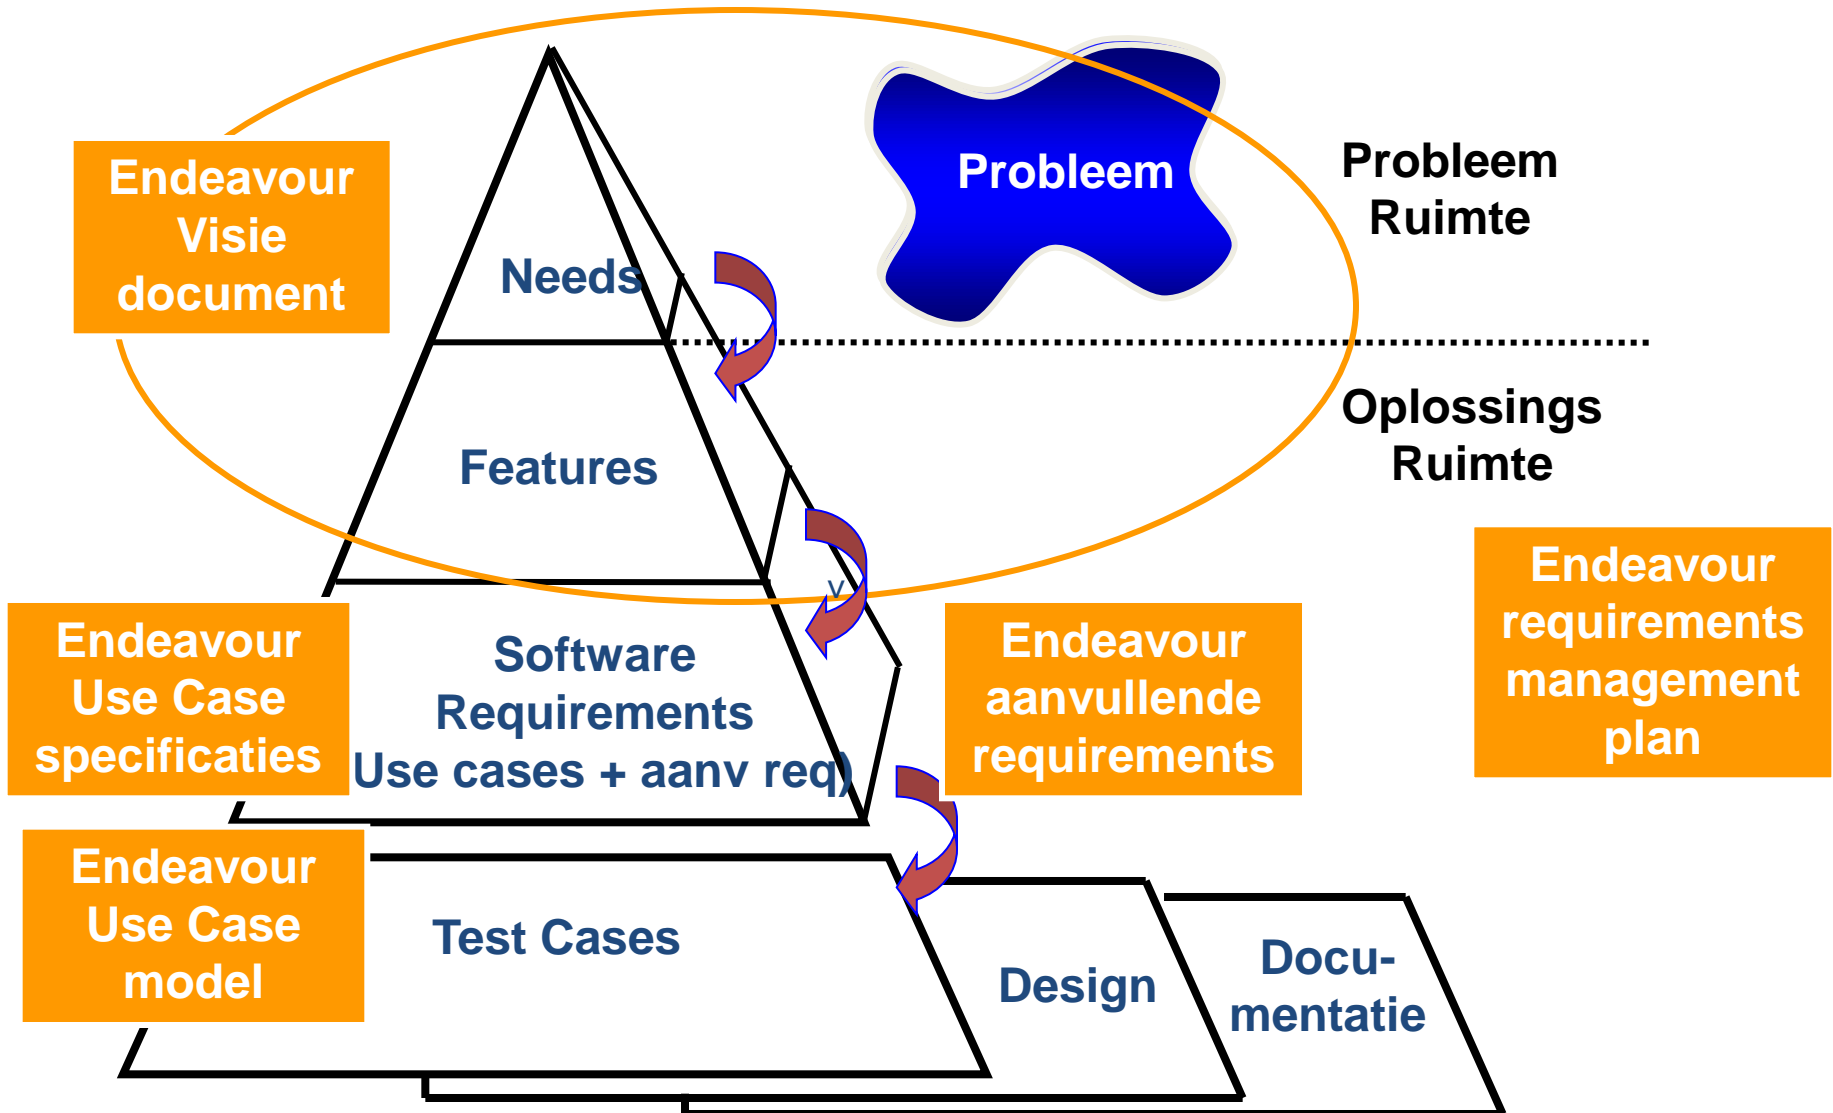 Endeavour
Visie
document
Needs
Probleem
Probleem
Ruimte
Oplossings
Ruimte
Features
v
Endeavour
Use Case
specificaties
Software
Requirements
Use cases + aanv req)
Endeavour
aanvullende
requirements
Endeavour
requirements
management
plan
Endeavour
Use Case
model
Test Cases
Design
Docu-
mentatie